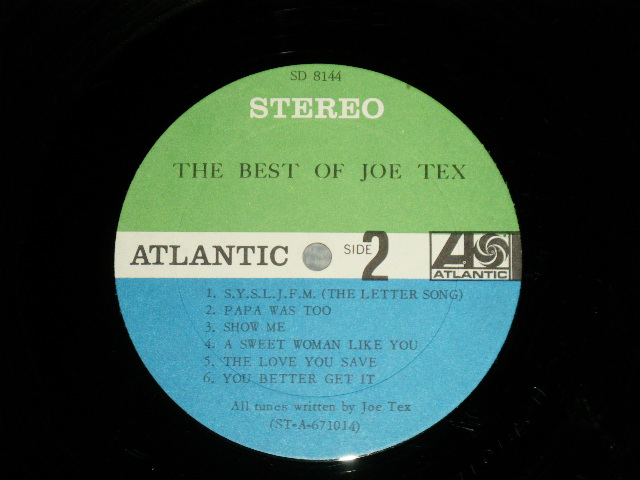 SD 8144
STEREO
THE BEST OF JOE TEX
ATLANTIC SIDE 2 ATLANTIC
1. S.Y.S.L.J.F.M. (THE LETTER SONG)
2. PAPA WAS TOO
3. SHOW ME
4. A SWEET WOMAN LIKE YOU
5. THE LOVE YOU SAVE
6. YOU BETTER GET IT
All tunes written by Joe Tex
(ST-A-671014)